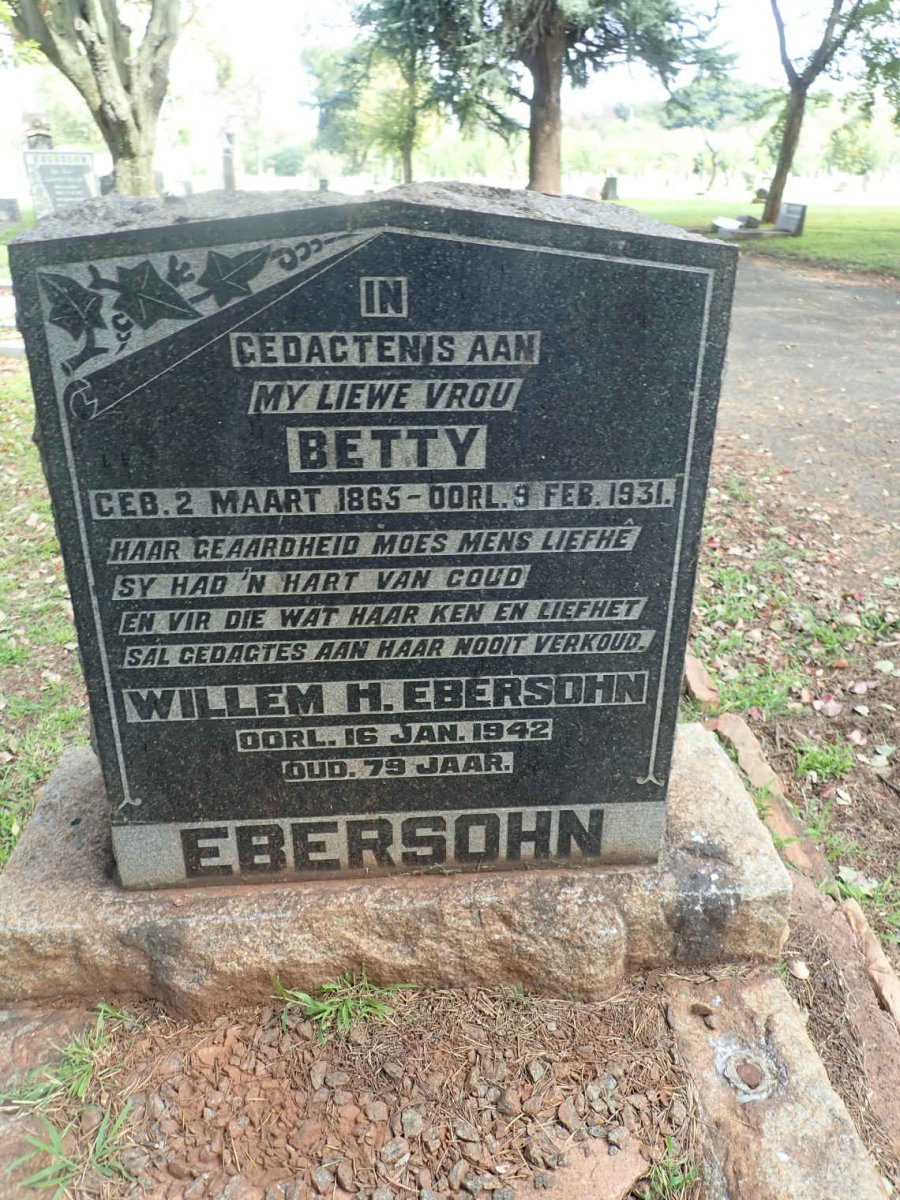 IN
GEDAGTENIS AAN
MY LIEWE VROU
BETTY
GEB. 2 MAART 1865 - OORL. 9 FEB. 1931.
HAAR GEAARDHEID MOES MENS LIEFHÊ
SY HAD 'N HART VAN GOUD
EN VIR DIE WAT HAAR KEN EN LIEFHET
SAL GEDAGTES AAN HAAR NOOIT VERKOUD.
WILLEM H. EBERSOHN
OORL. 16 JAN. 1942
OUD. 79 JAAR.
EBERSOHN
EBERSOHN